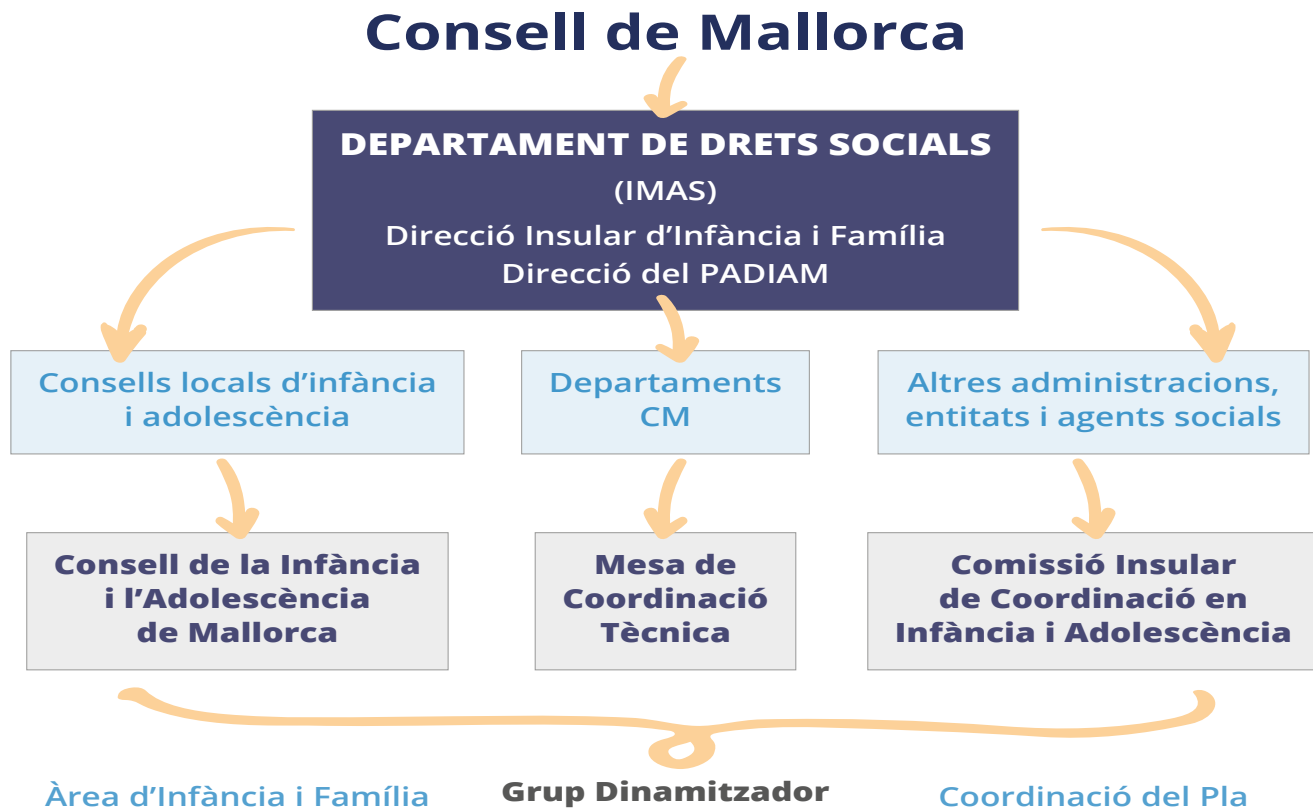 Consell de Mallorca
DEPARTAMENT DE DRETS SOCIALS
(IMAS)
Direcció Insular d’Infància i Família
Direcció del PADIAM
Consells locals d’infància
i adolescència
Departaments
CM
Altres administracions,
entitats i agents socials
Consell de la Infància
i l’Adolescència
de Mallorca
Mesa de
Coordinació
Tècnica
Comissió Insular
de Coordinació en
Infància i Adolescència
Àrea d’Infància i Família
Grup Dinamitzador
Coordinació del Pla